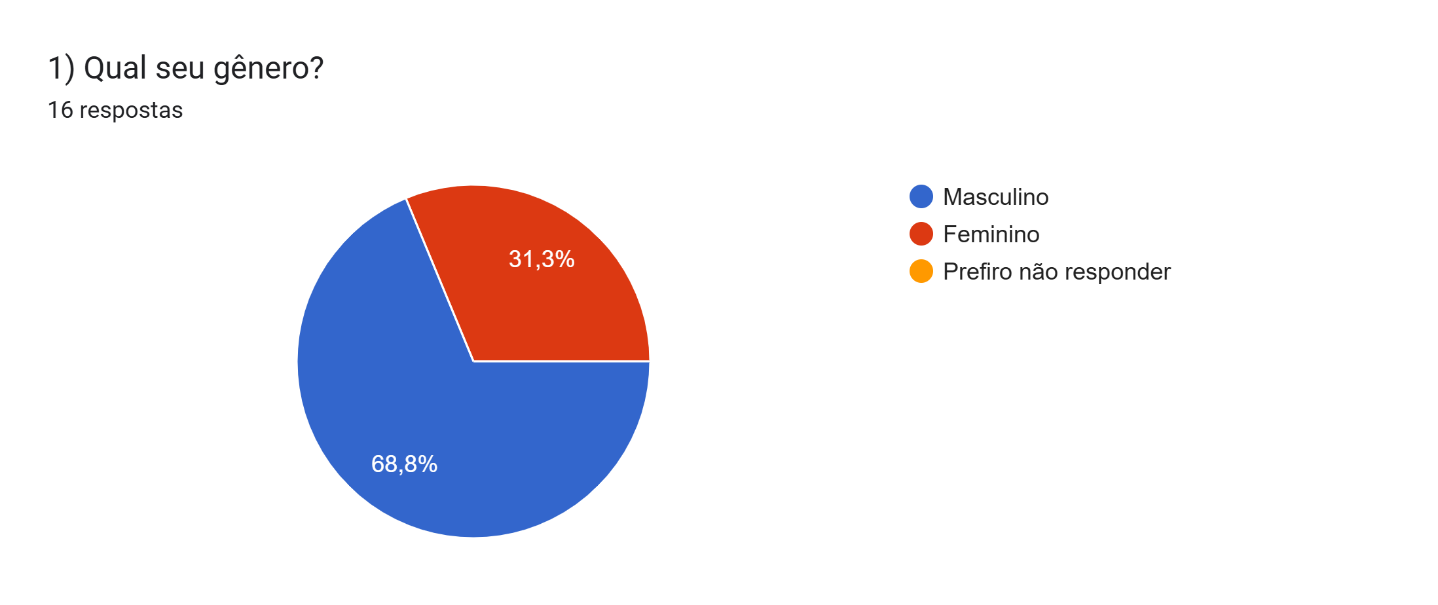 1) Qual seu gênero?
16 respostas
Masculino
Feminino
Prefiro não responder
31,3%
68,8%